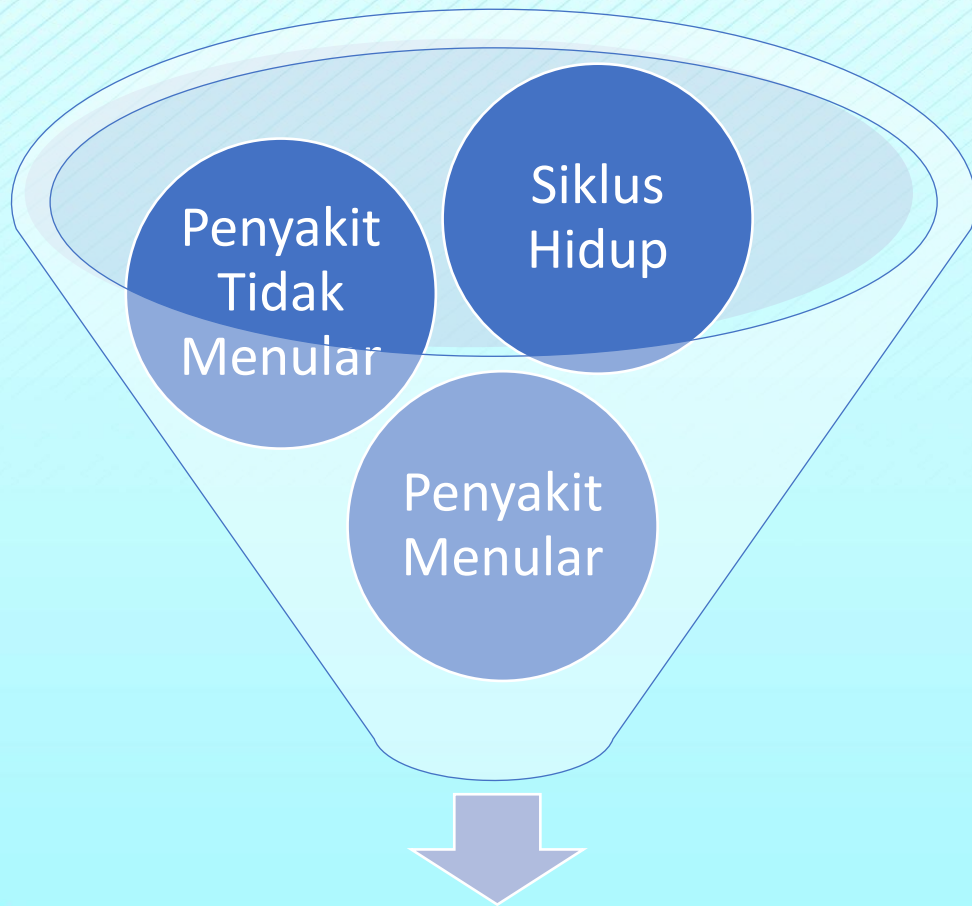 Siklus
Hidup
Penyakit
Tidak
Menular
Penyakit
Menular